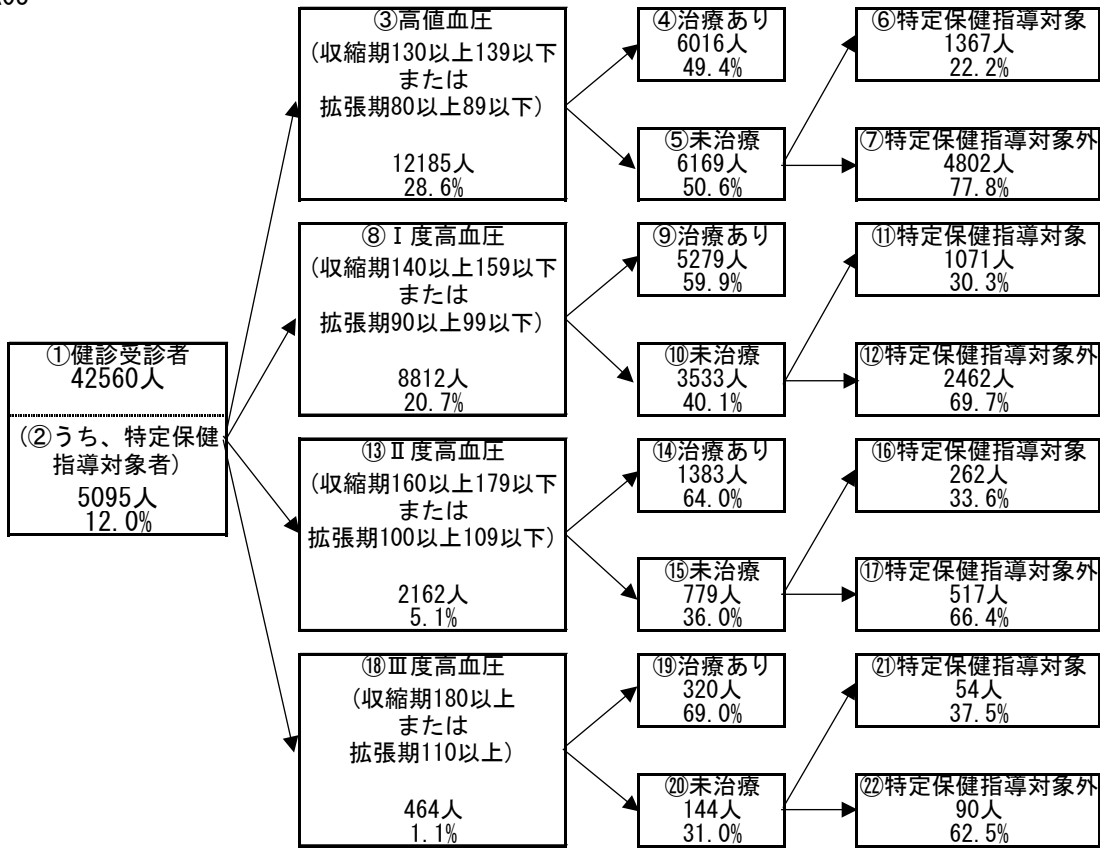 ①健診受診者
42560人
(②うち、特定保健
指導対象者)
5095人
12.0%
③高値血圧
(収縮期130以上139以下
または
拡張期80以上89以下)
12185人
28.6%
④治療あり
6016人
49.4%
⑤未治療
6169人
50.6%
⑥特定保健指導対象
1367人
22.2%
⑦特定保健指導対象外
4802人
77.8%
⑧Ⅰ度高血圧
(収縮期140以上159以下
または
拡張期90以上99以下)
8812人
20.7%
⑨治療あり
5279人
59.9%
⑩未治療
3533人
40.1%
⑪特定保健指導対象
1071人
30.3%
⑫特定保健指導対象外
2462人
69.7%
⑬Ⅱ度高血圧
(収縮期160以上179以下
または
拡張期100以上109以下)
2162人
5.1%
⑭治療あり
1383人
64.0%
⑮未治療
779人
36.0%
⑯特定保健指導対象
262人
33.6%
⑰特定保健指導対象外
517人
66.4%
⑱Ⅲ度高血圧
(収縮期180以上
または
拡張期110以上)
464人
1.1%
⑲治療あり
320人
69.0%
⑳未治療
144人
31.0%
㉑特定保健指導対象
54人
37.5%
㉒特定保健指導対象外
90人
62.5%